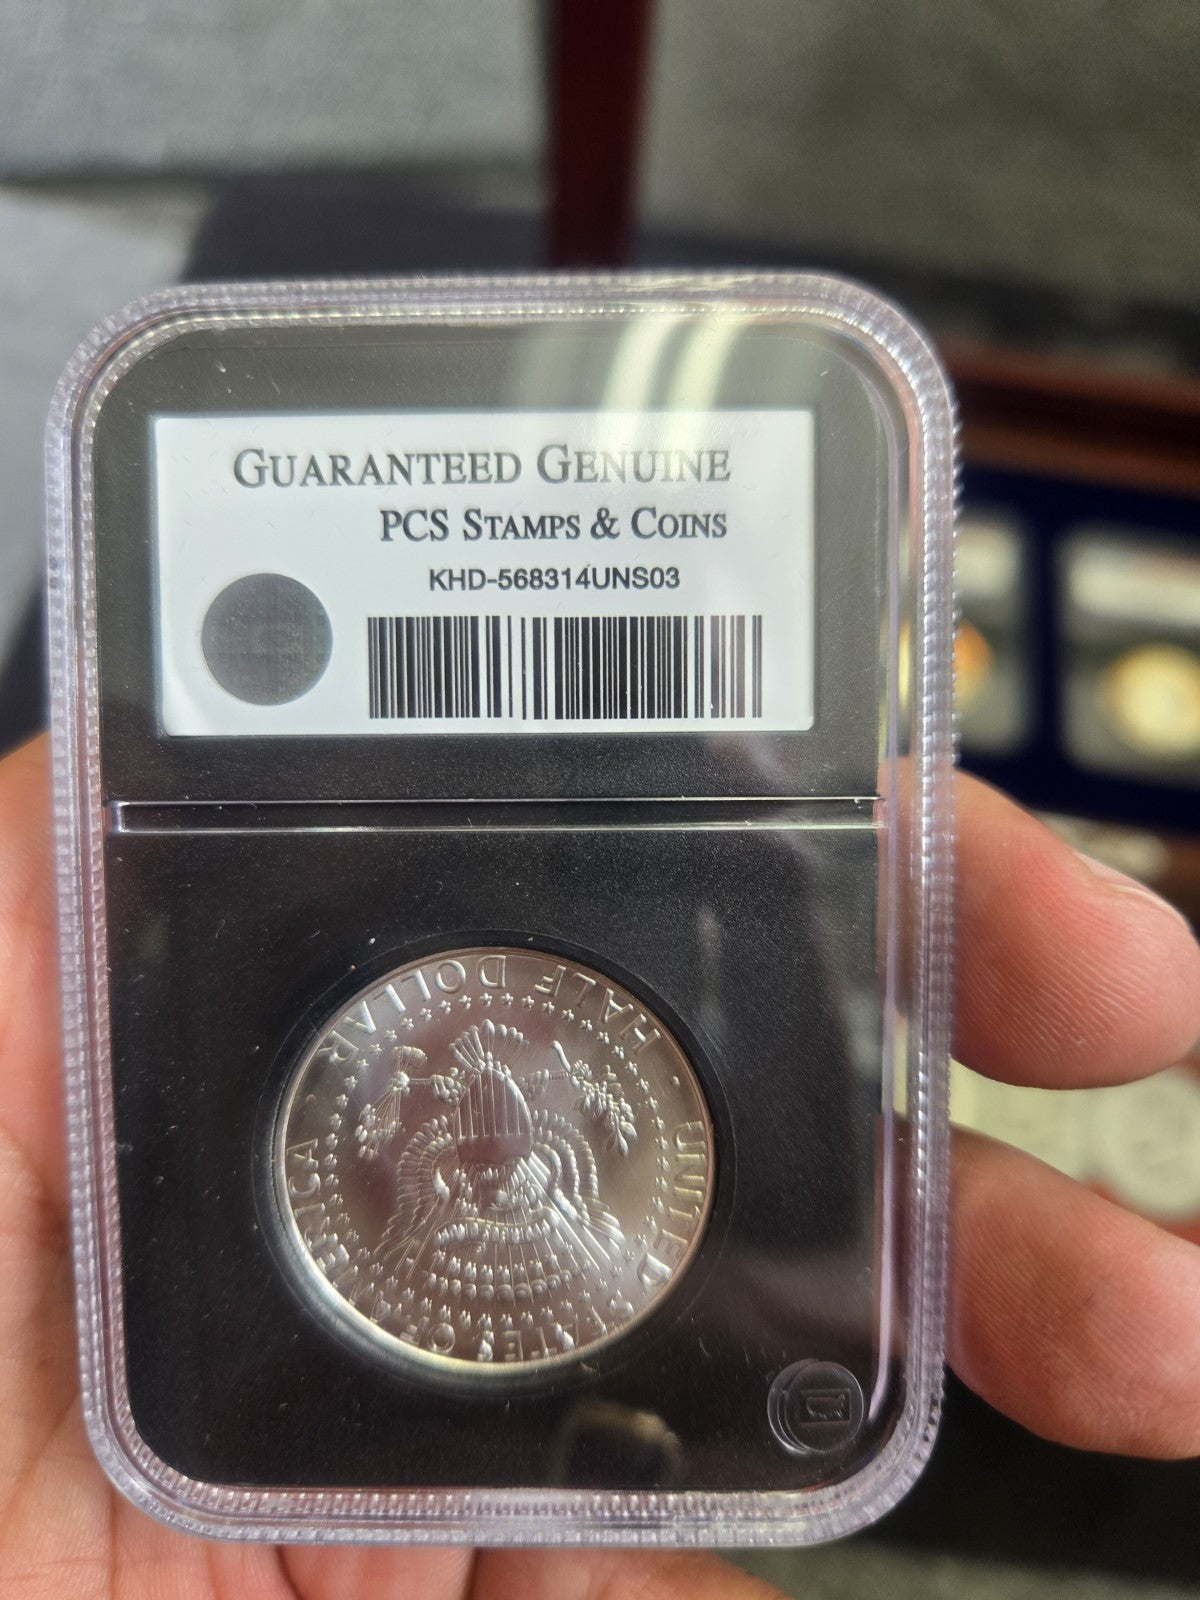 GUARANTEED GENUINE
PCS STAMPS & COINS
KHD-568314UNS03
UNITED STATES OF AMERICA
HALF DOLLAR